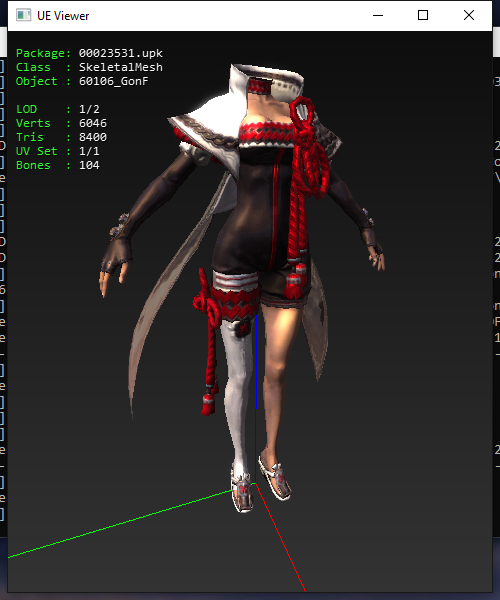 UE Viewer
Package: 00023531.upk
Class : SkeletalMesh
Object : 60106_GonF
LOD : 1/2
Verts : 6046
Tris : 8400
UV Set : 1/1
Bones : 104